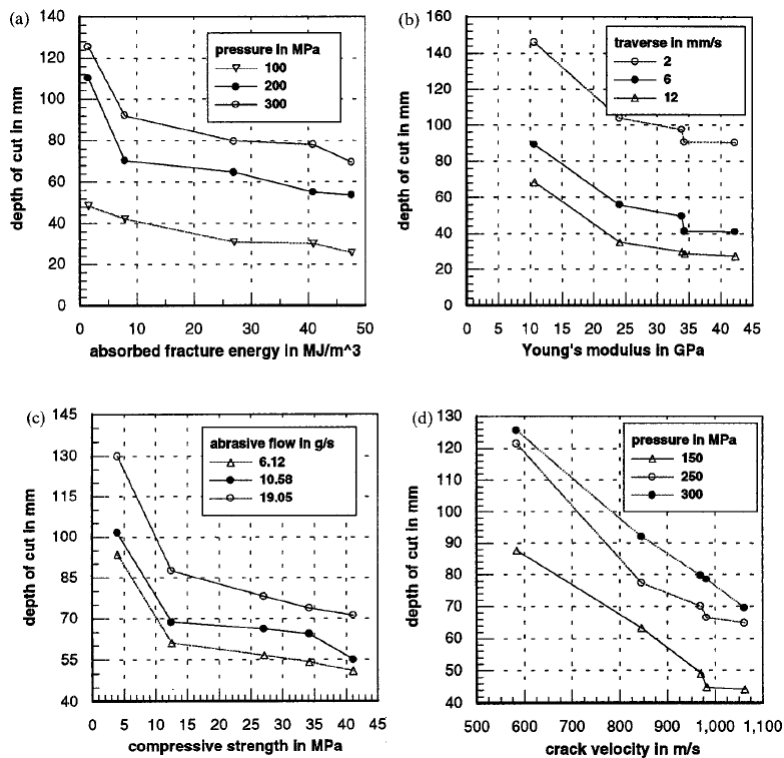 (a)
140
120
100
80
60
40
20
0
depth of cut in mm
pressure in MPa
100
200
300
0 10 20 30 40 50
absorbed fracture energy in MJ/m^3
(b)
160
140
120
100
80
60
40
20
0
depth of cut in mm
traverse in mm/s
2
6
12
0 5 10 15 20 25 30 35 40 45
Young's modulus in GPa
(c)
145
130
115
100
85
70
55
40
depth of cut in mm
abrasive flow in g/s
6.12
10.58
19.05
0 5 10 15 20 25 30 35 40 45
compressive strength in MPa
(d)
130
120
110
100
90
80
70
60
50
40
depth of cut in mm
pressure in MPa
150
250
300
500 600 700 800 900 1,000 1,100
crack velocity in m/s